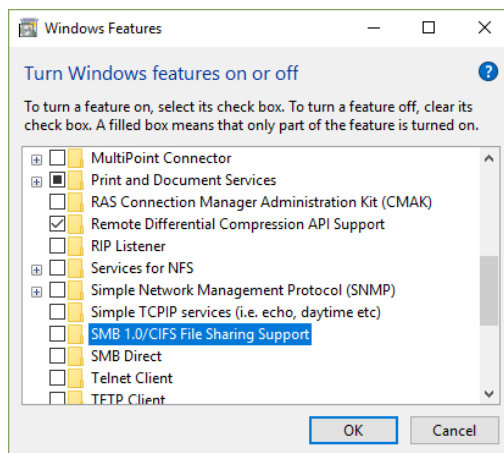 Windows Features
Turn Windows features on or off
To turn a feature on, select its check box. To turn a feature off, clear its
check box. A filled box means that only part of the feature is turned on.
MultiPoint Connector
Print and Document Services
RAS Connection Manager Administration Kit (CMAK)
Remote Differential Compression API Support
RIP Listener
Services for NFS
Simple Network Management Protocol (SNMP)
Simple TCPIP services (i.e. echo, daytime etc)
SMB 1.0/CIFS File Sharing Support
SMB Direct
Telnet Client
TFTP Client
OK
Cancel